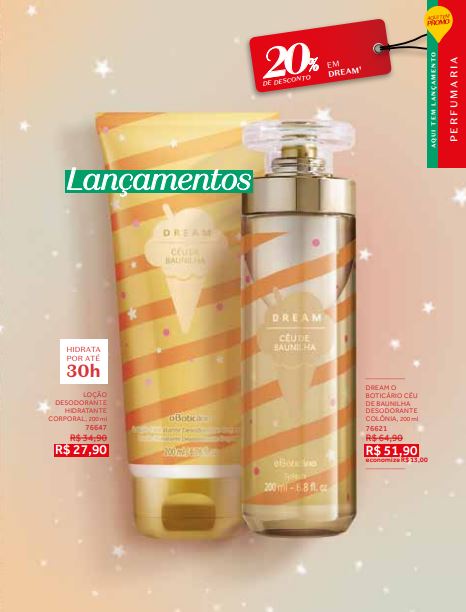 AQUI TEM
PROMO
20%
DE DESCONTO
EM
DREAM¹
AQUI TEM LANÇAMENTO
PERFUMARIA
Lançamentos
DREAM
CÉU DE
BAUNILHA
DREAM
CÉU DE
BAUNILHA
HIDRATA
POR ATÉ
30h
LOÇÃO
DESODORANTE
HIDRATANTE
CORPORAL, 200 ml
76647
R$ 34,90
R$ 27,90
oBoticário
200 ml
oBoticário
200 ml - 6.8 fl. oz
DREAM O
BOTICÁRIO CÉU
DE BAUNILHA
DESODORANTE
COLÔNIA, 200 ml
76621
R$ 64,90
R$ 51,90
economize R$ 13,00